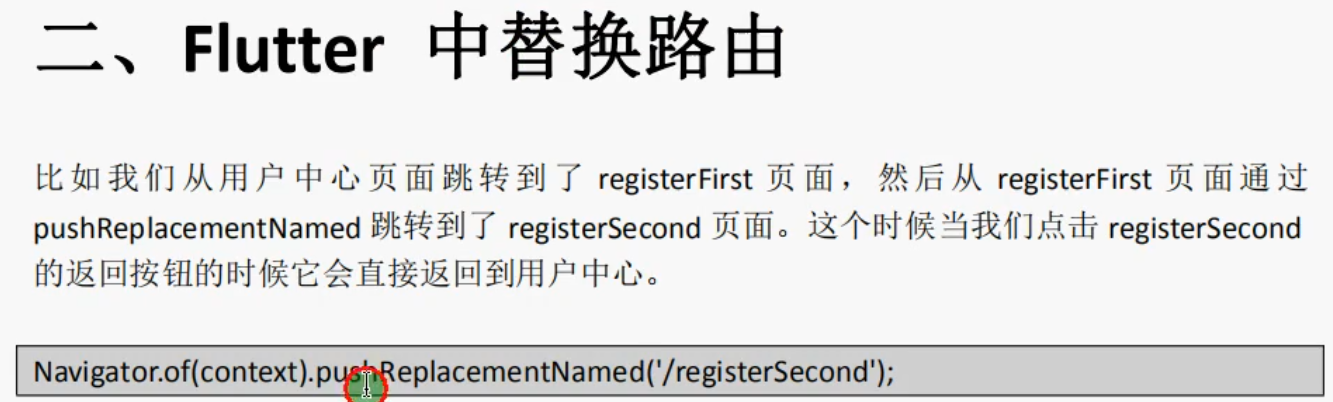 二、Flutter 中替换路由
比如我们从用户中心页面跳转到了 registerFirst 页面，然后从 registerFirst 页面通过
pushReplacementNamed 跳转到了 registerSecond 页面。这个时候当我们点击 registerSecond
的返回按钮的时候它会直接返回到用户中心。
Navigator.of(context).pushReplacementNamed('/registerSecond');